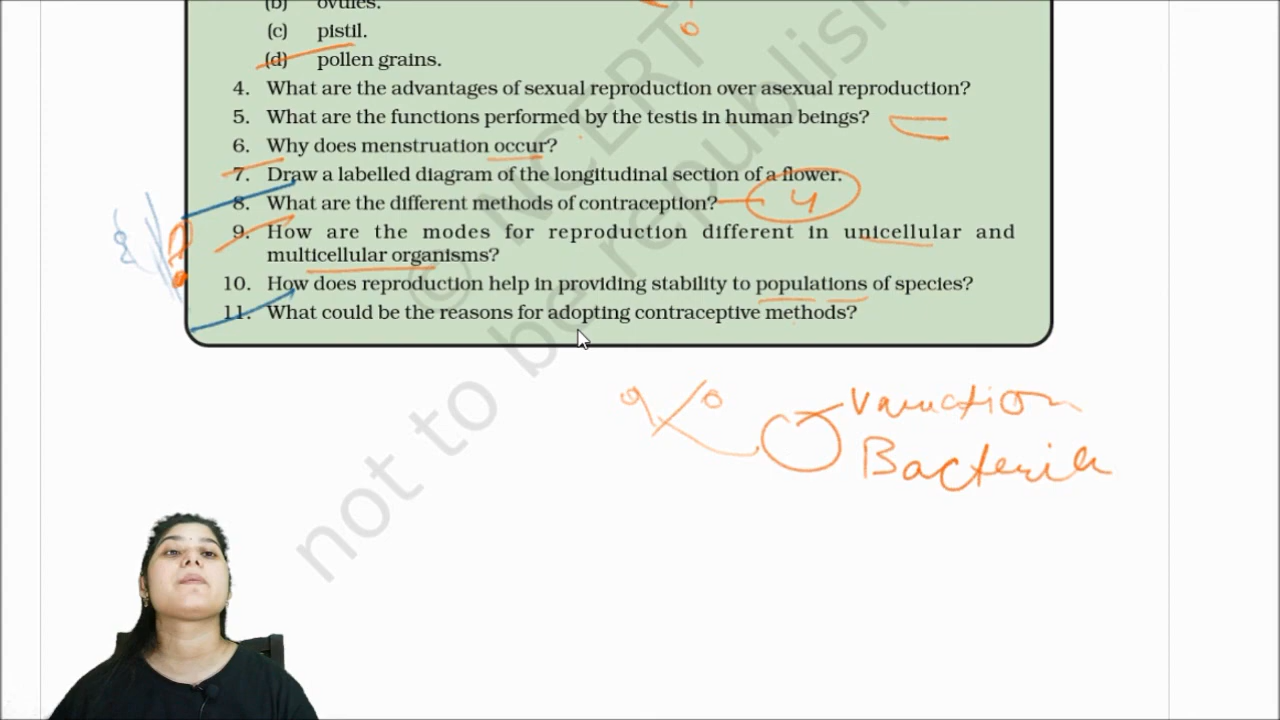 (b) ovules.
(c) pistil.
(d) pollen grains.
4. What are the advantages of sexual reproduction over asexual reproduction?
5. What are the functions performed by the testis in human beings?
6. Why does menstruation occur?
7. Draw a labelled diagram of the longitudinal section of a flower.
8. What are the different methods of contraception? 4
9. How are the modes for reproduction different in unicellular and
multicellular organisms?
10. How does reproduction help in providing stability to populations of species?
11. What could be the reasons for adopting contraceptive methods?
Bacteria
© NCERT
not to be republish